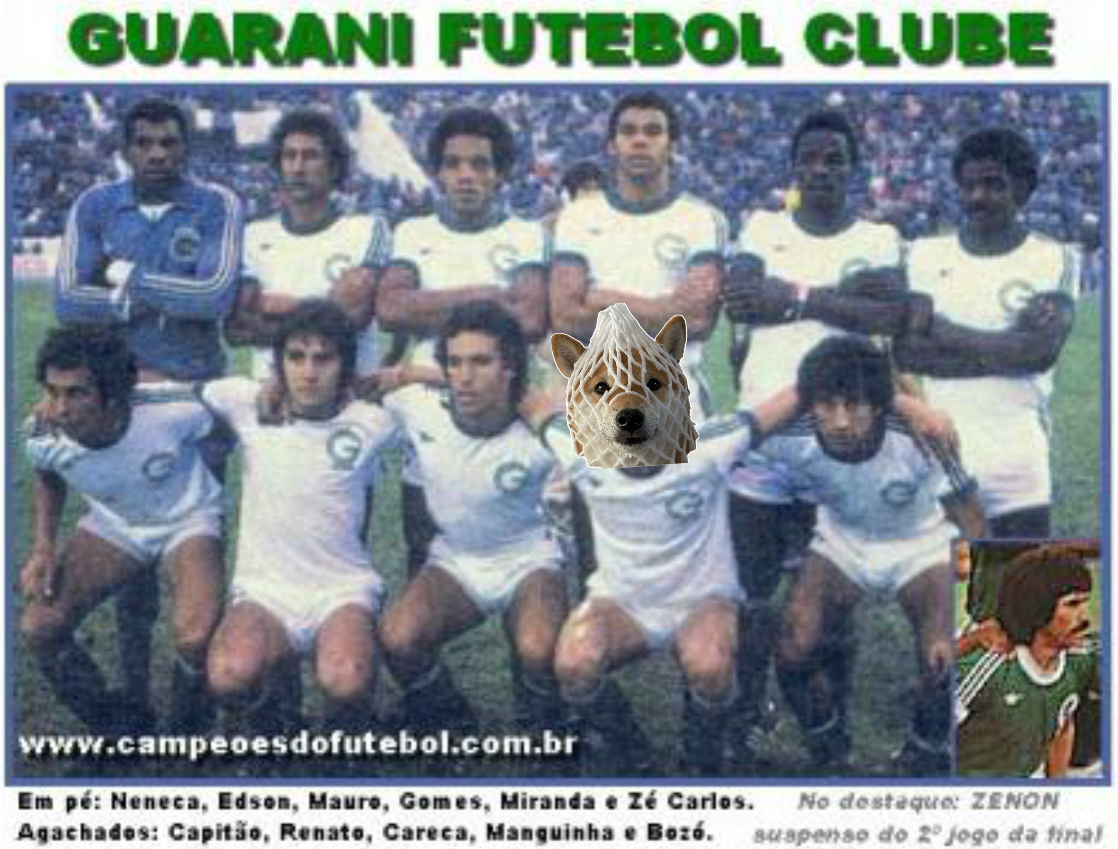 GUARANI FUTEBOL CLUBE
www.campeoesdofutebol.com.br
Em pé: Neneca, Edson, Mauro, Gomes, Miranda e Zé Carlos.
No destaque: ZENON
Agachados: Capitão, Renato, Careca, Manguinha e Bozó.
suspenso do 2º jogo da final